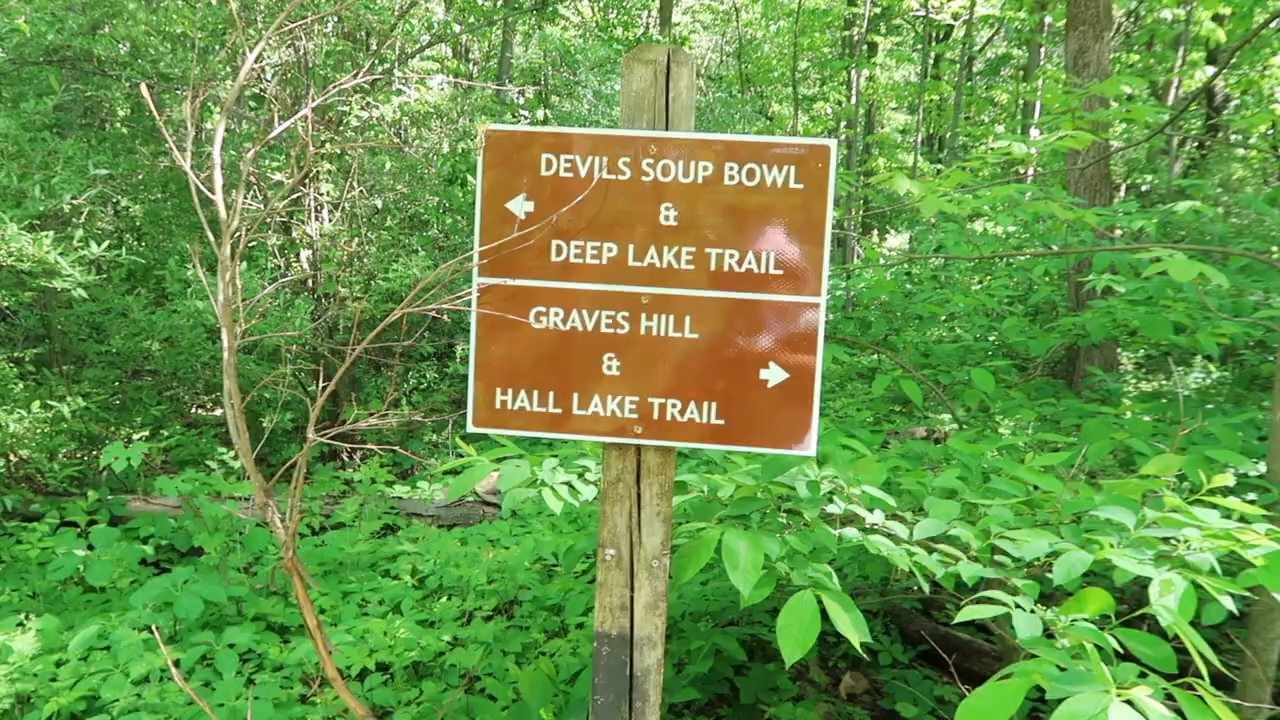 DEVILS SOUP BOWL
&
DEEP LAKE TRAIL
GRAVES HILL
&
HALL LAKE TRAIL